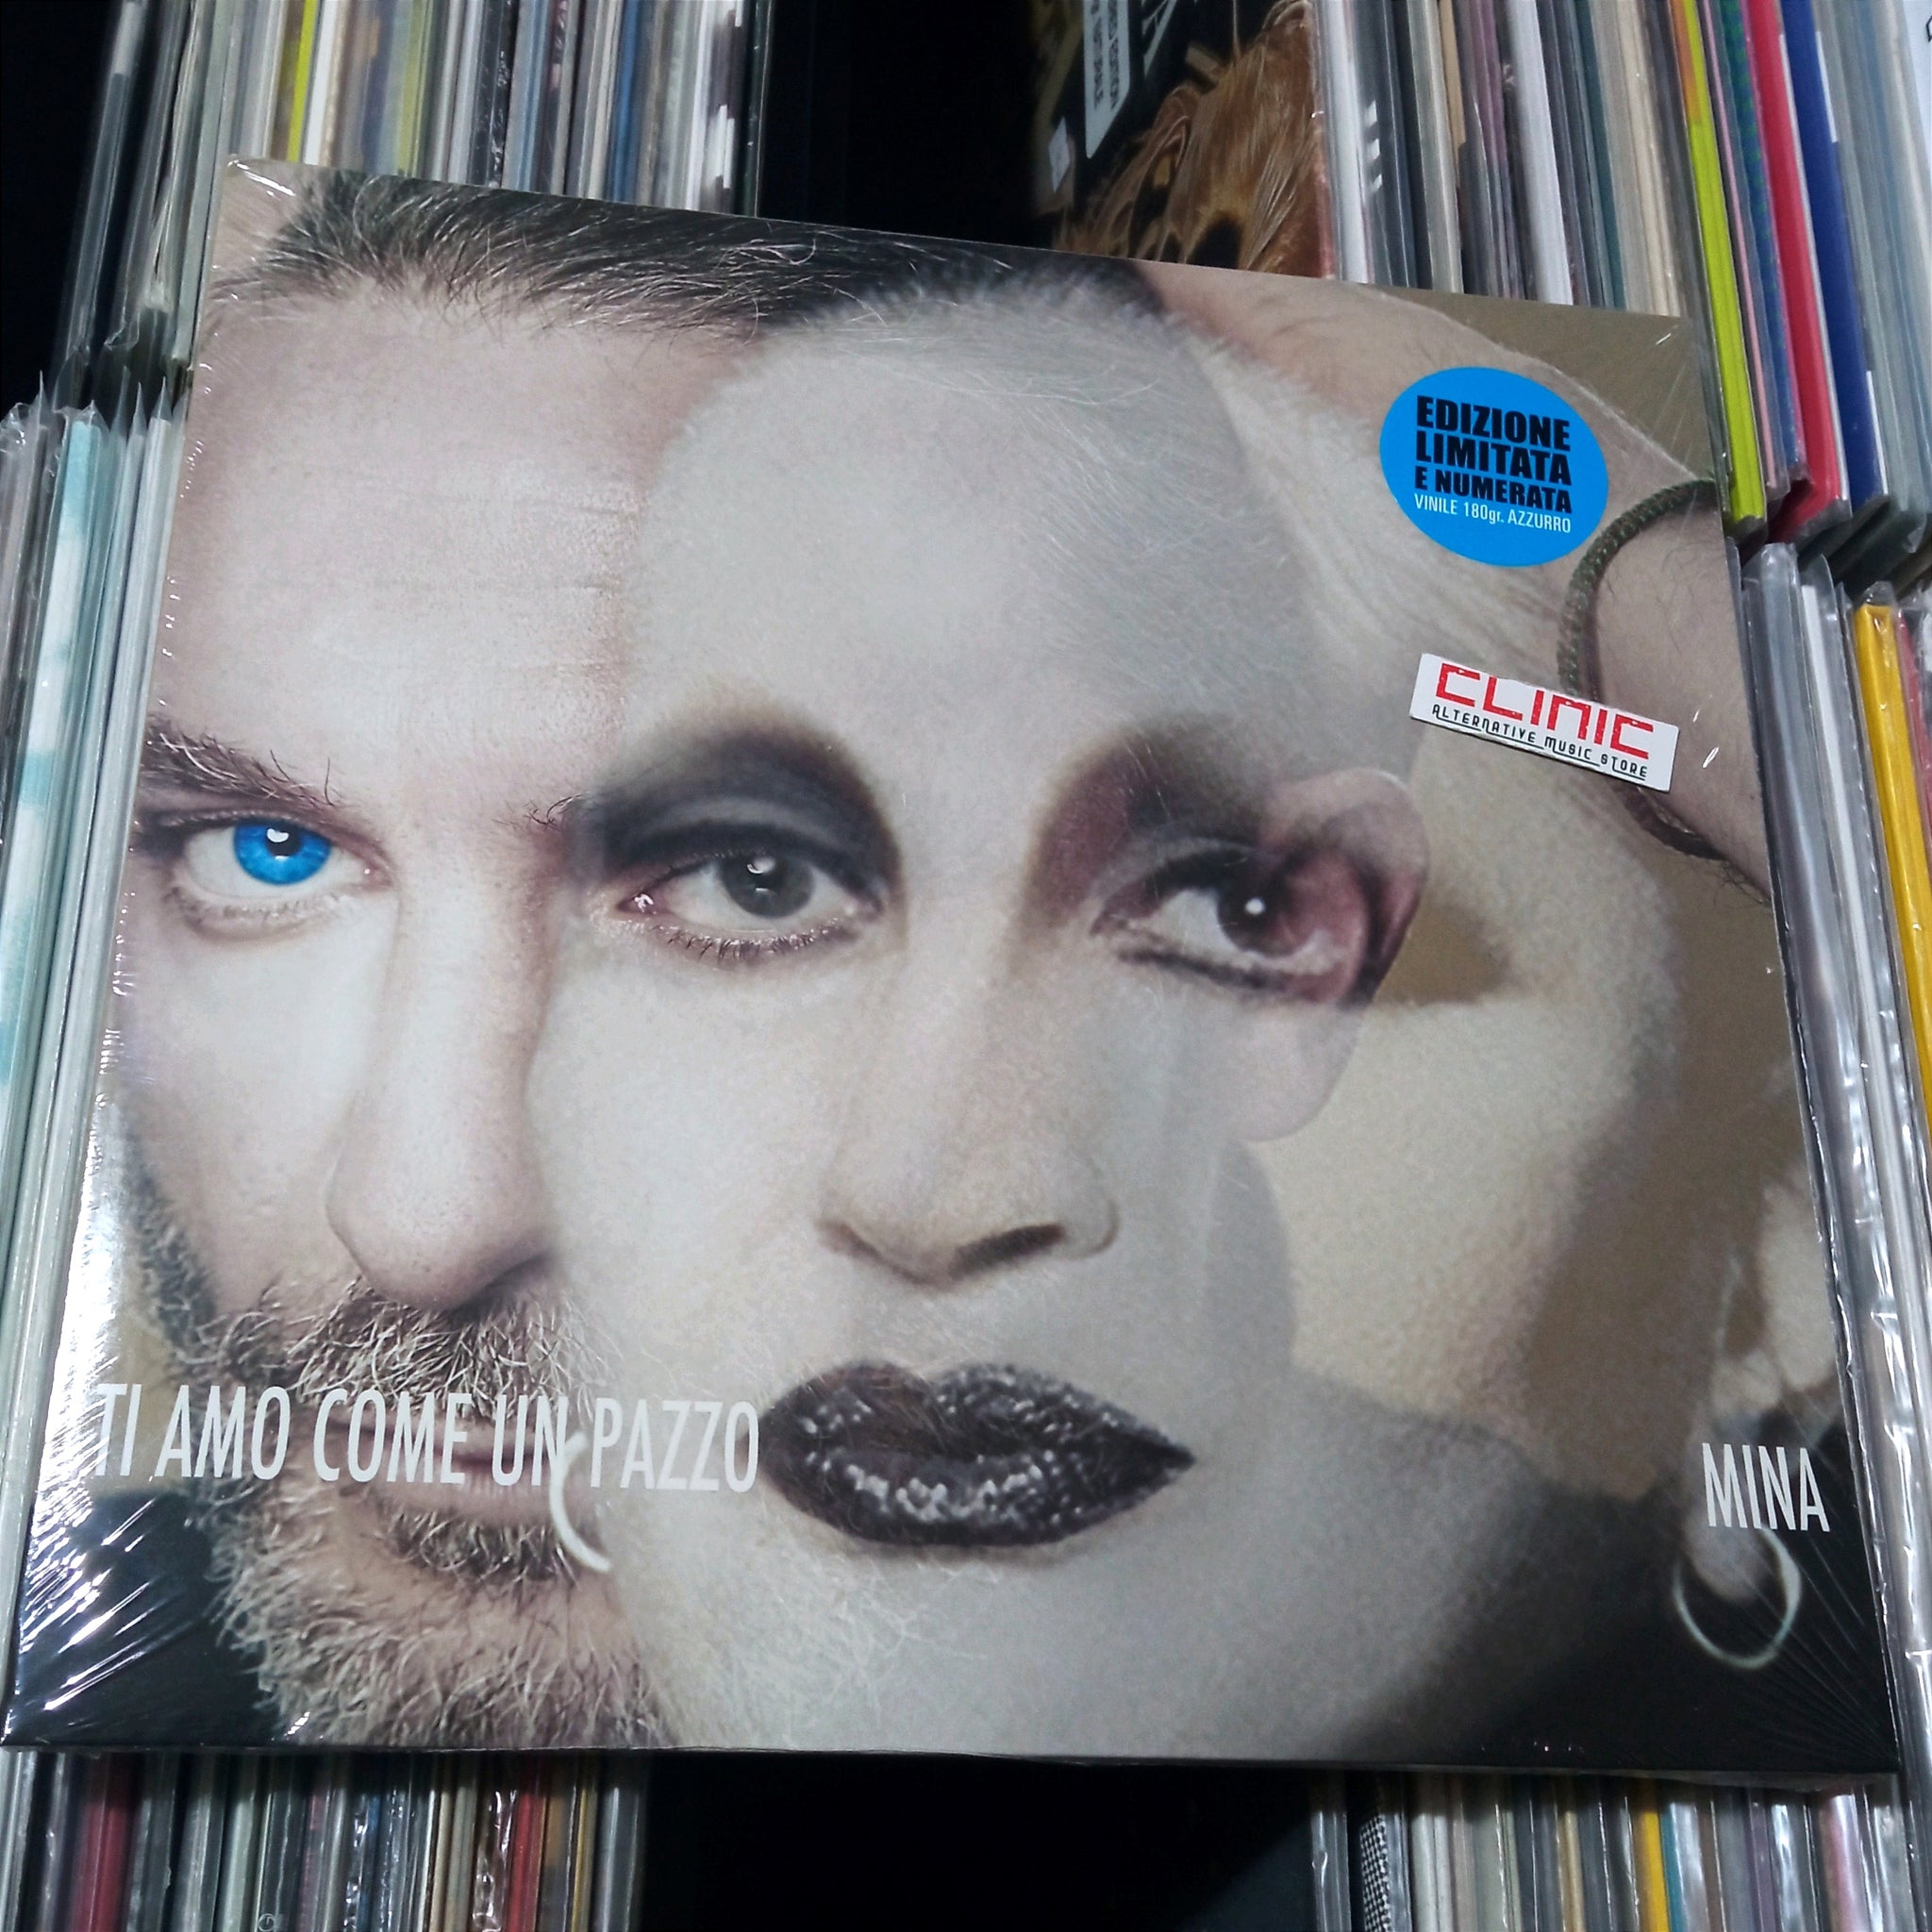 EDIZIONE
LIMITATA
E NUMERATA
VINILE 180gr. AZZURRO
CLINIC
ALTERNATIVE MUSIC STORE
TI AMO COME UN PAZZO
MINA